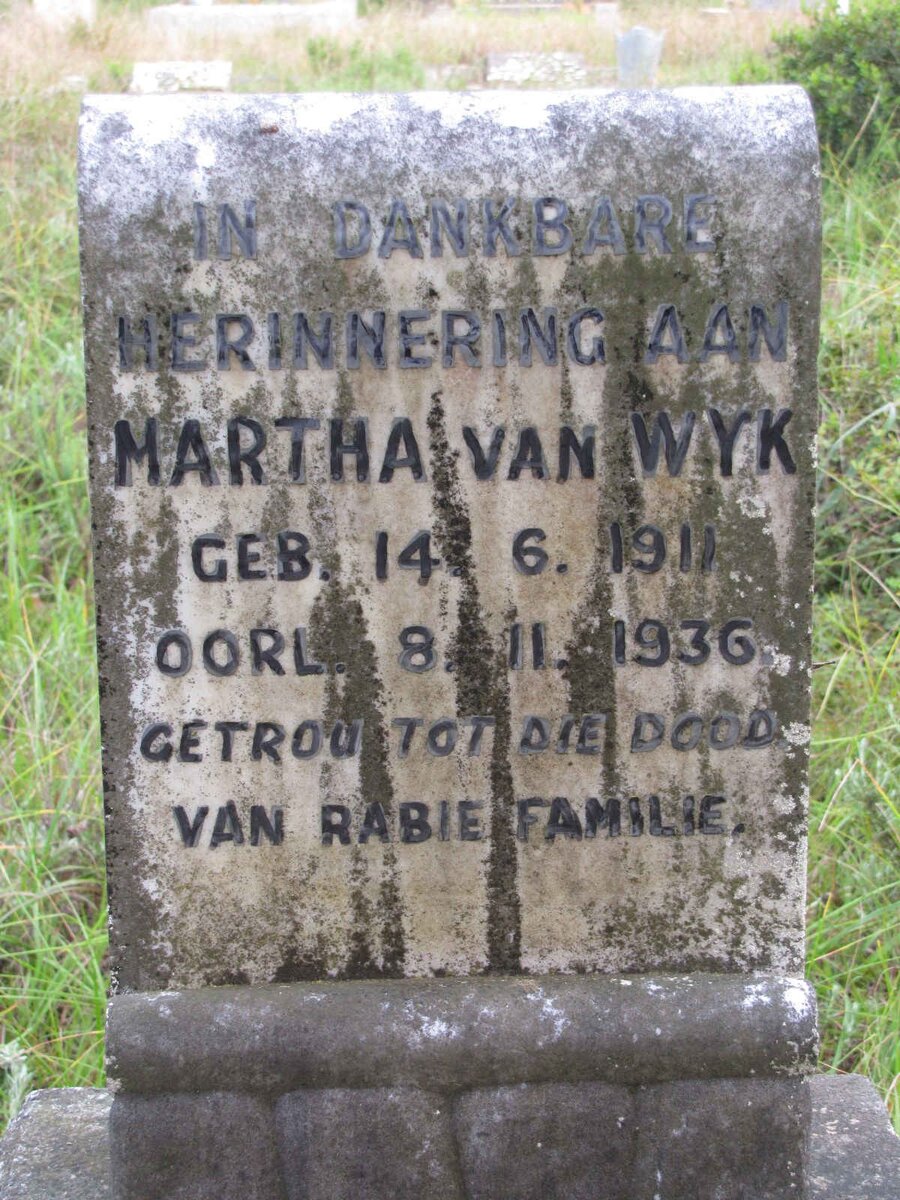 IN DANKBARE
HERINNERING AAN
MARTHA VAN WYK
GEB. 14. 6. 1911
OORL. 8. 11. 1936.
GETROU TOT DIE DOOD.
VAN RABIE FAMILIE.